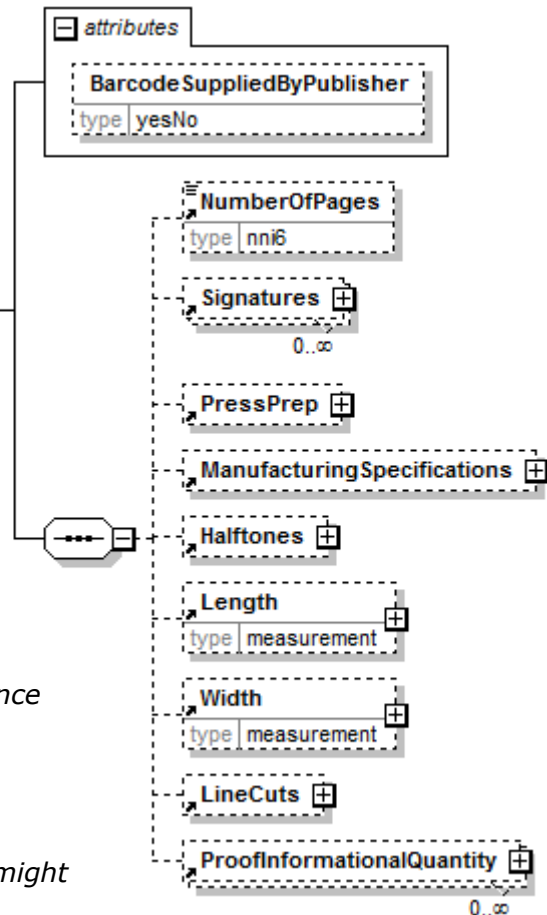 attributes
BarcodeSuppliedByPublisher
type yesNo
NumberOfPages
type nni6
Signatures
0..∞
PressPrep
ManufacturingSpecifications
Halftones
Length
type measurement
nce
Width
type measurement
LineCuts
might
ProofInformationalQuantity
0..∞